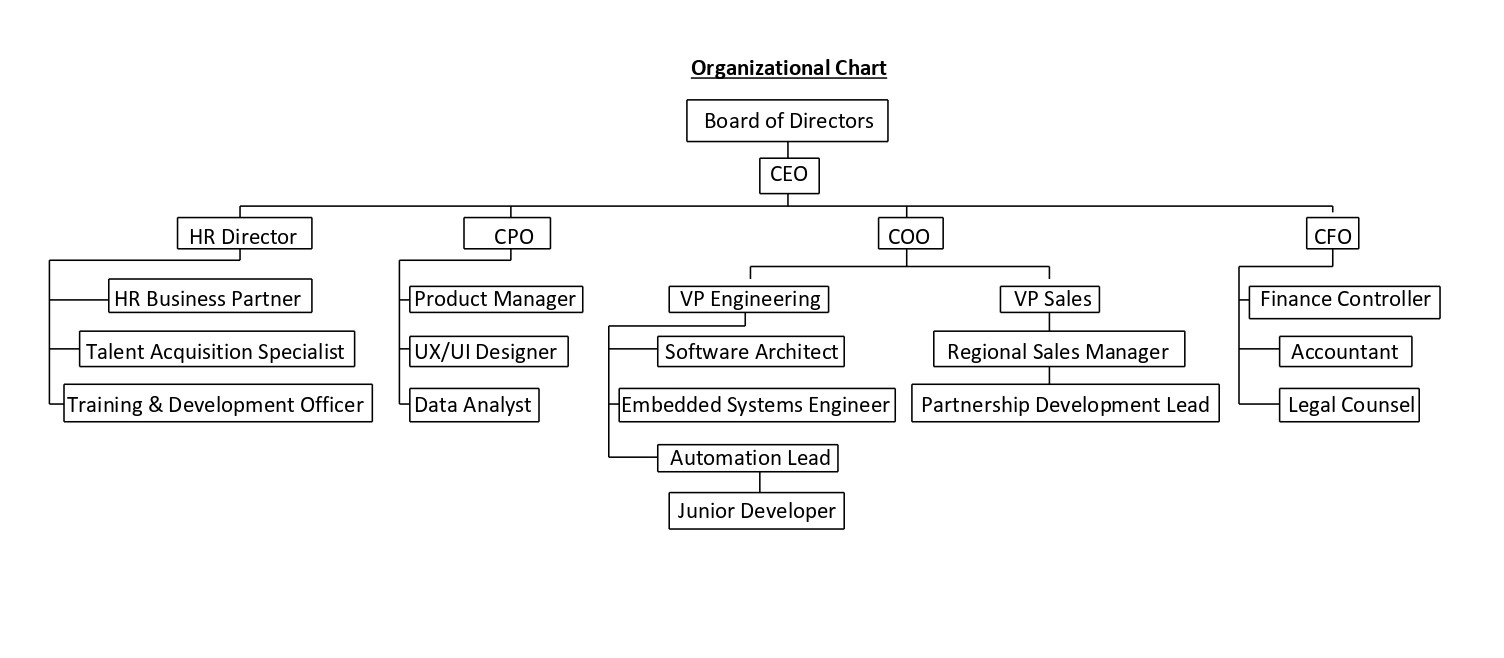 Organizational Chart
Board of Directors
CEO
HR Director
CPO
COO
CFO
HR Business Partner
Product Manager
VP Engineering
VP Sales
Finance Controller
Talent Acquisition Specialist
UX/UI Designer
Software Architect
Regional Sales Manager
Accountant
Training & Development Officer
Data Analyst
Embedded Systems Engineer
Partnership Development Lead
Legal Counsel
Automation Lead
Junior Developer